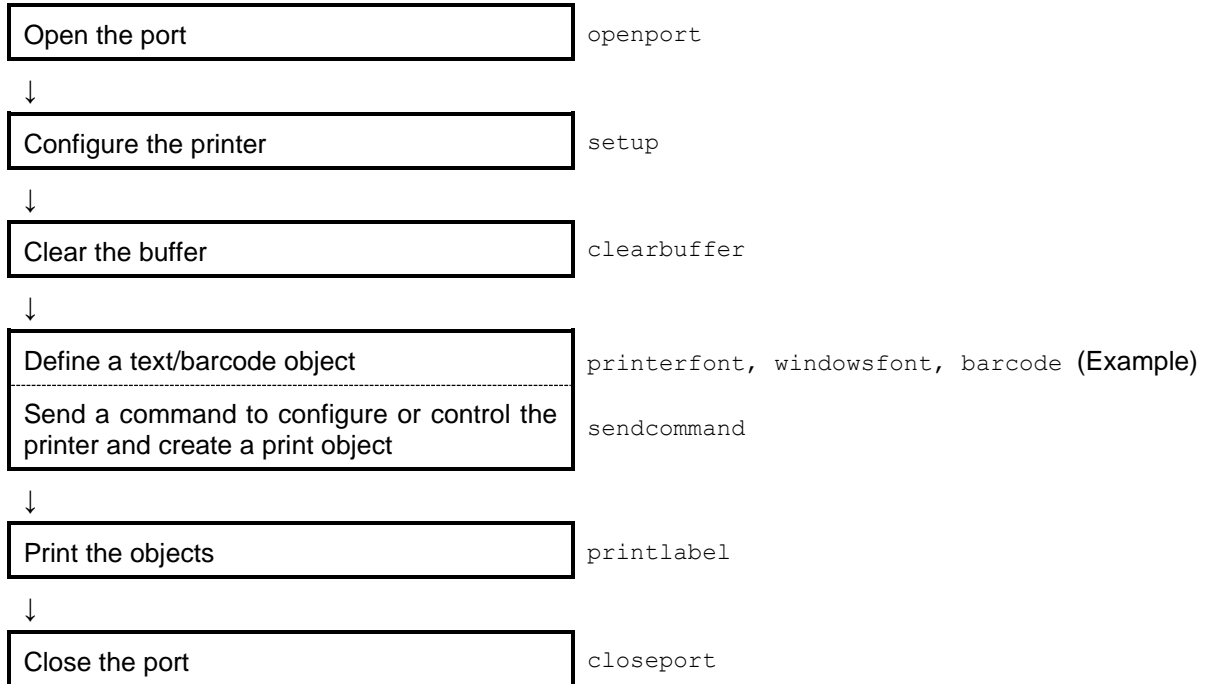 Open the port openport
↓
Configure the printer setup
↓
Clear the buffer clearbuffer
↓
Define a text/barcode object printerfont, windowsfont, barcode (Example)
Send a command to configure or control the
printer and create a print object
sendcommand
↓
Print the objects printlabel
↓
Close the port closeport